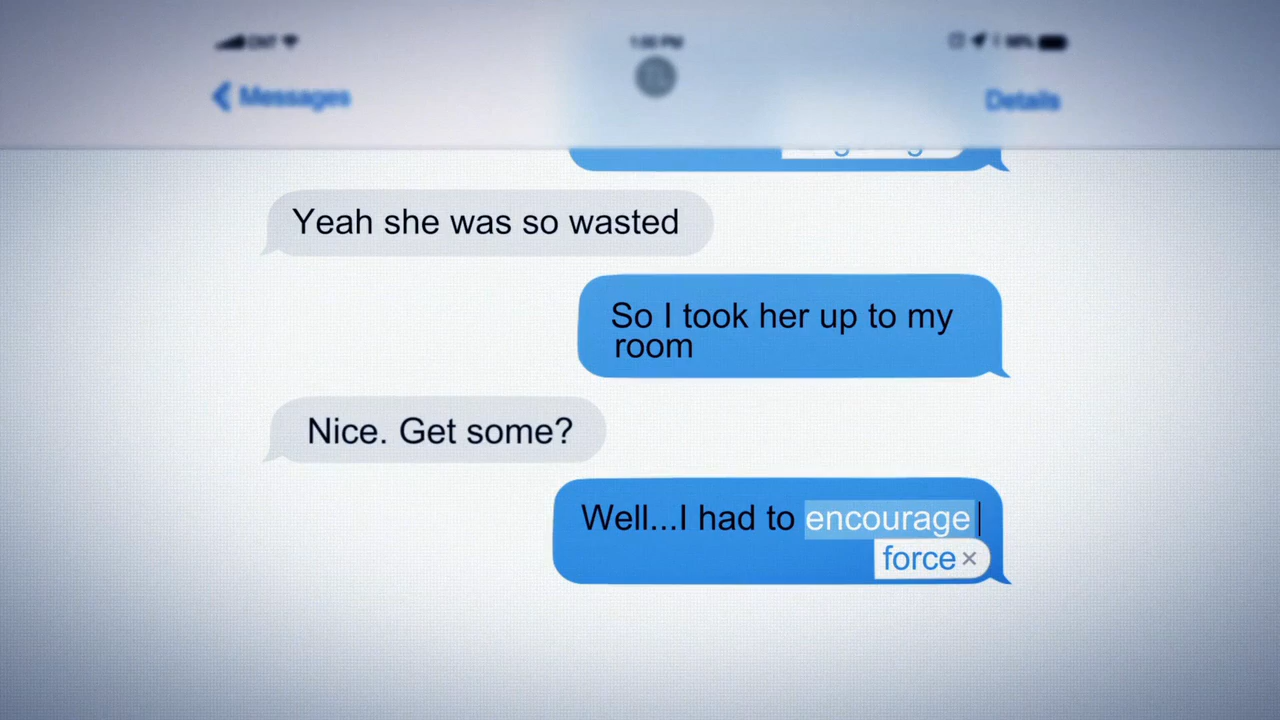 Messages
Details
Yeah she was so wasted
So I took her up to my
room
Nice. Get some?
Well...I had to encourage
force ×